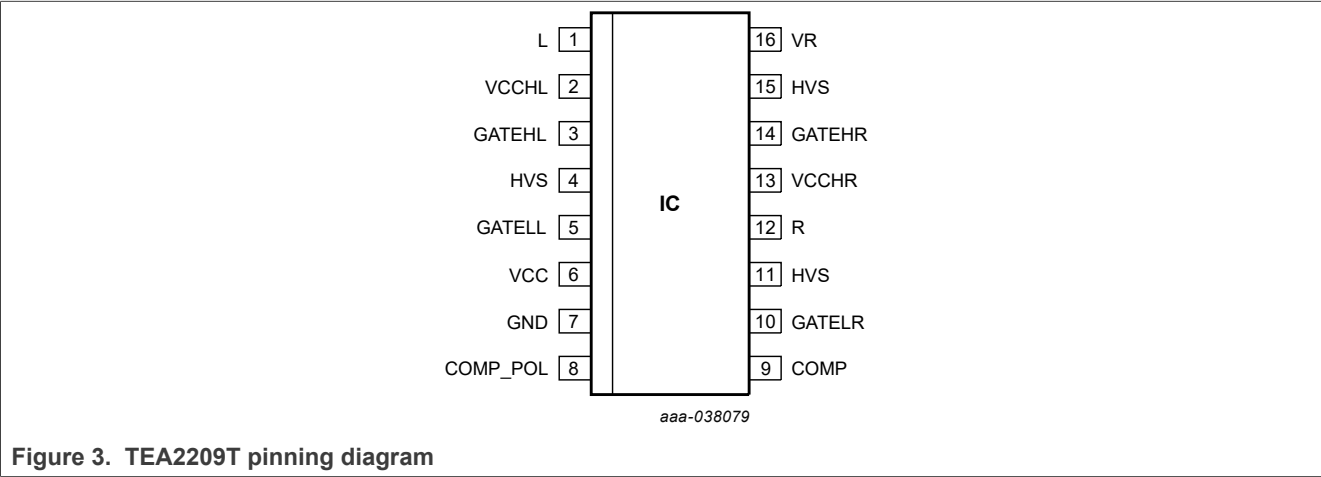 L 1
VCCHL 2
GATEHL 3
HVS 4
GATELL 5
VCC 6
GND 7
COMP_POL 8
IC
16 VR
15 HVS
14 GATEHR
13 VCCHR
12 R
11 HVS
10 GATELR
9 COMP
aaa-038079
Figure 3. TEA2209T pinning diagram